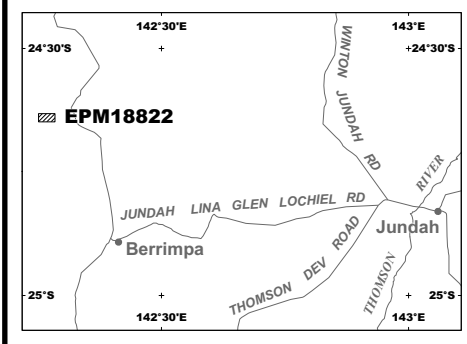 142°30'E 143°E
24°30'S 24°30'S
WINTON JUNDAH RD
EPM18822
RIVER
JUNDAH LINA GLEN LOCHIEL RD
Jundah
Berrimpa
THOMSON DEV ROAD
THOMSON
25°S 25°S
142°30'E 143°E